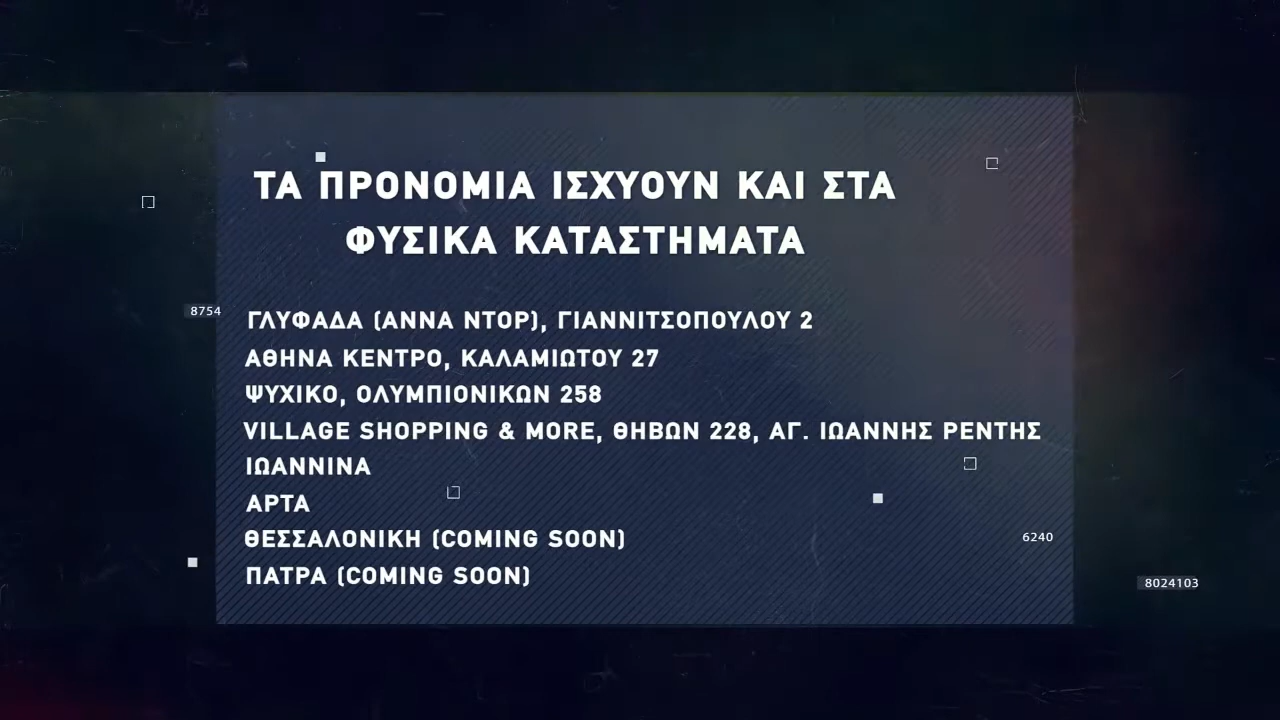 ΤΑ ΠΡΟΝΟΜΙΑ ΙΣΧΥΟΥΝ ΚΑΙ ΣΤΑ
ΦΥΣΙΚΑ ΚΑΤΑΣΤΗΜΑΤΑ
8754
ΓΛΥΦΑΔΑ (ΑΝΝΑ ΝΤΟΡ), ΓΙΑΝΝΙΤΣΟΠΟΥΛΟΥ 2
ΑΘΗΝΑ ΚΕΝΤΡΟ, ΚΑΛΑΜΙΩΤΟΥ 27
ΨΥΧΙΚΟ, ΟΛΥΜΠΙΟΝΙΚΩΝ 258
VILLAGE SHOPPING & MORE, ΘΗΒΩΝ 228, ΑΓ. ΙΩΑΝΝΗΣ ΡΕΝΤΗΣ
ΙΩΑΝΝΙΝΑ
ΑΡΤΑ
ΘΕΣΣΑΛΟΝΙΚΗ (COMING SOON)
6240
ΠΑΤΡΑ (COMING SOON)
8024103